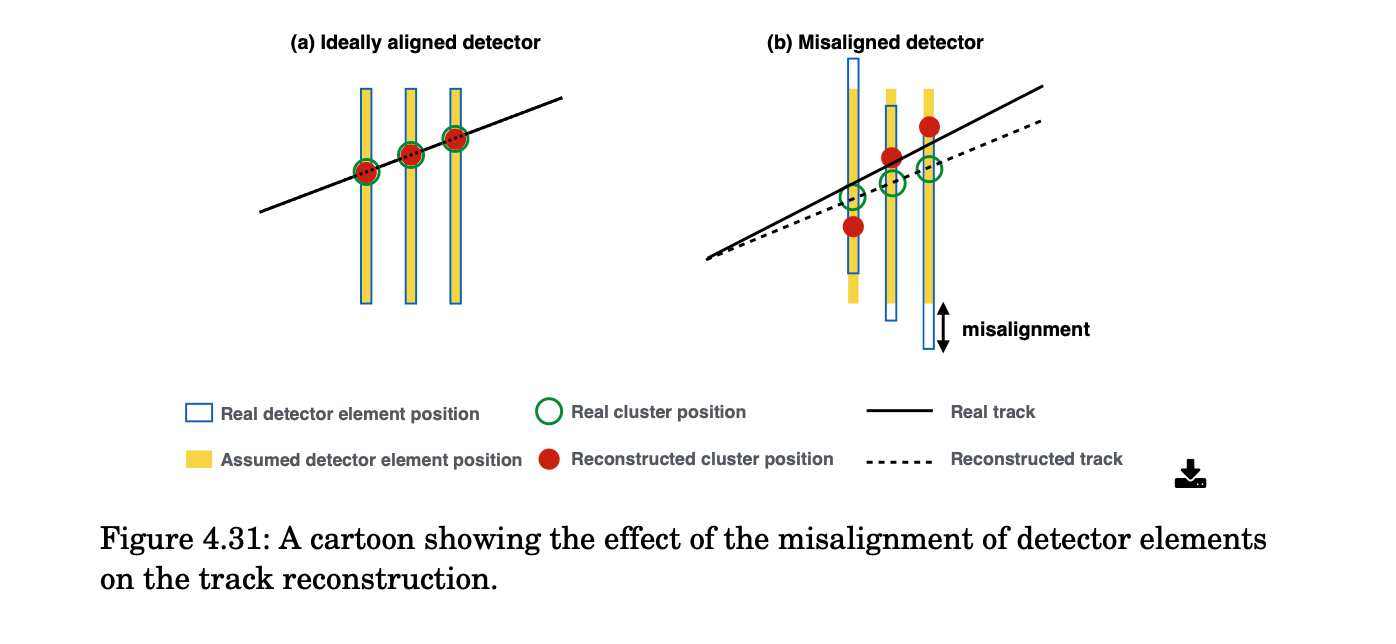 (a) Ideally aligned detector
(b) Misaligned detector
misalignment
Real detector element position
Real cluster position
Real track
Assumed detector element position
Reconstructed cluster position
Reconstructed track
Figure 4.31: A cartoon showing the effect of the misalignment of detector elements
on the track reconstruction.